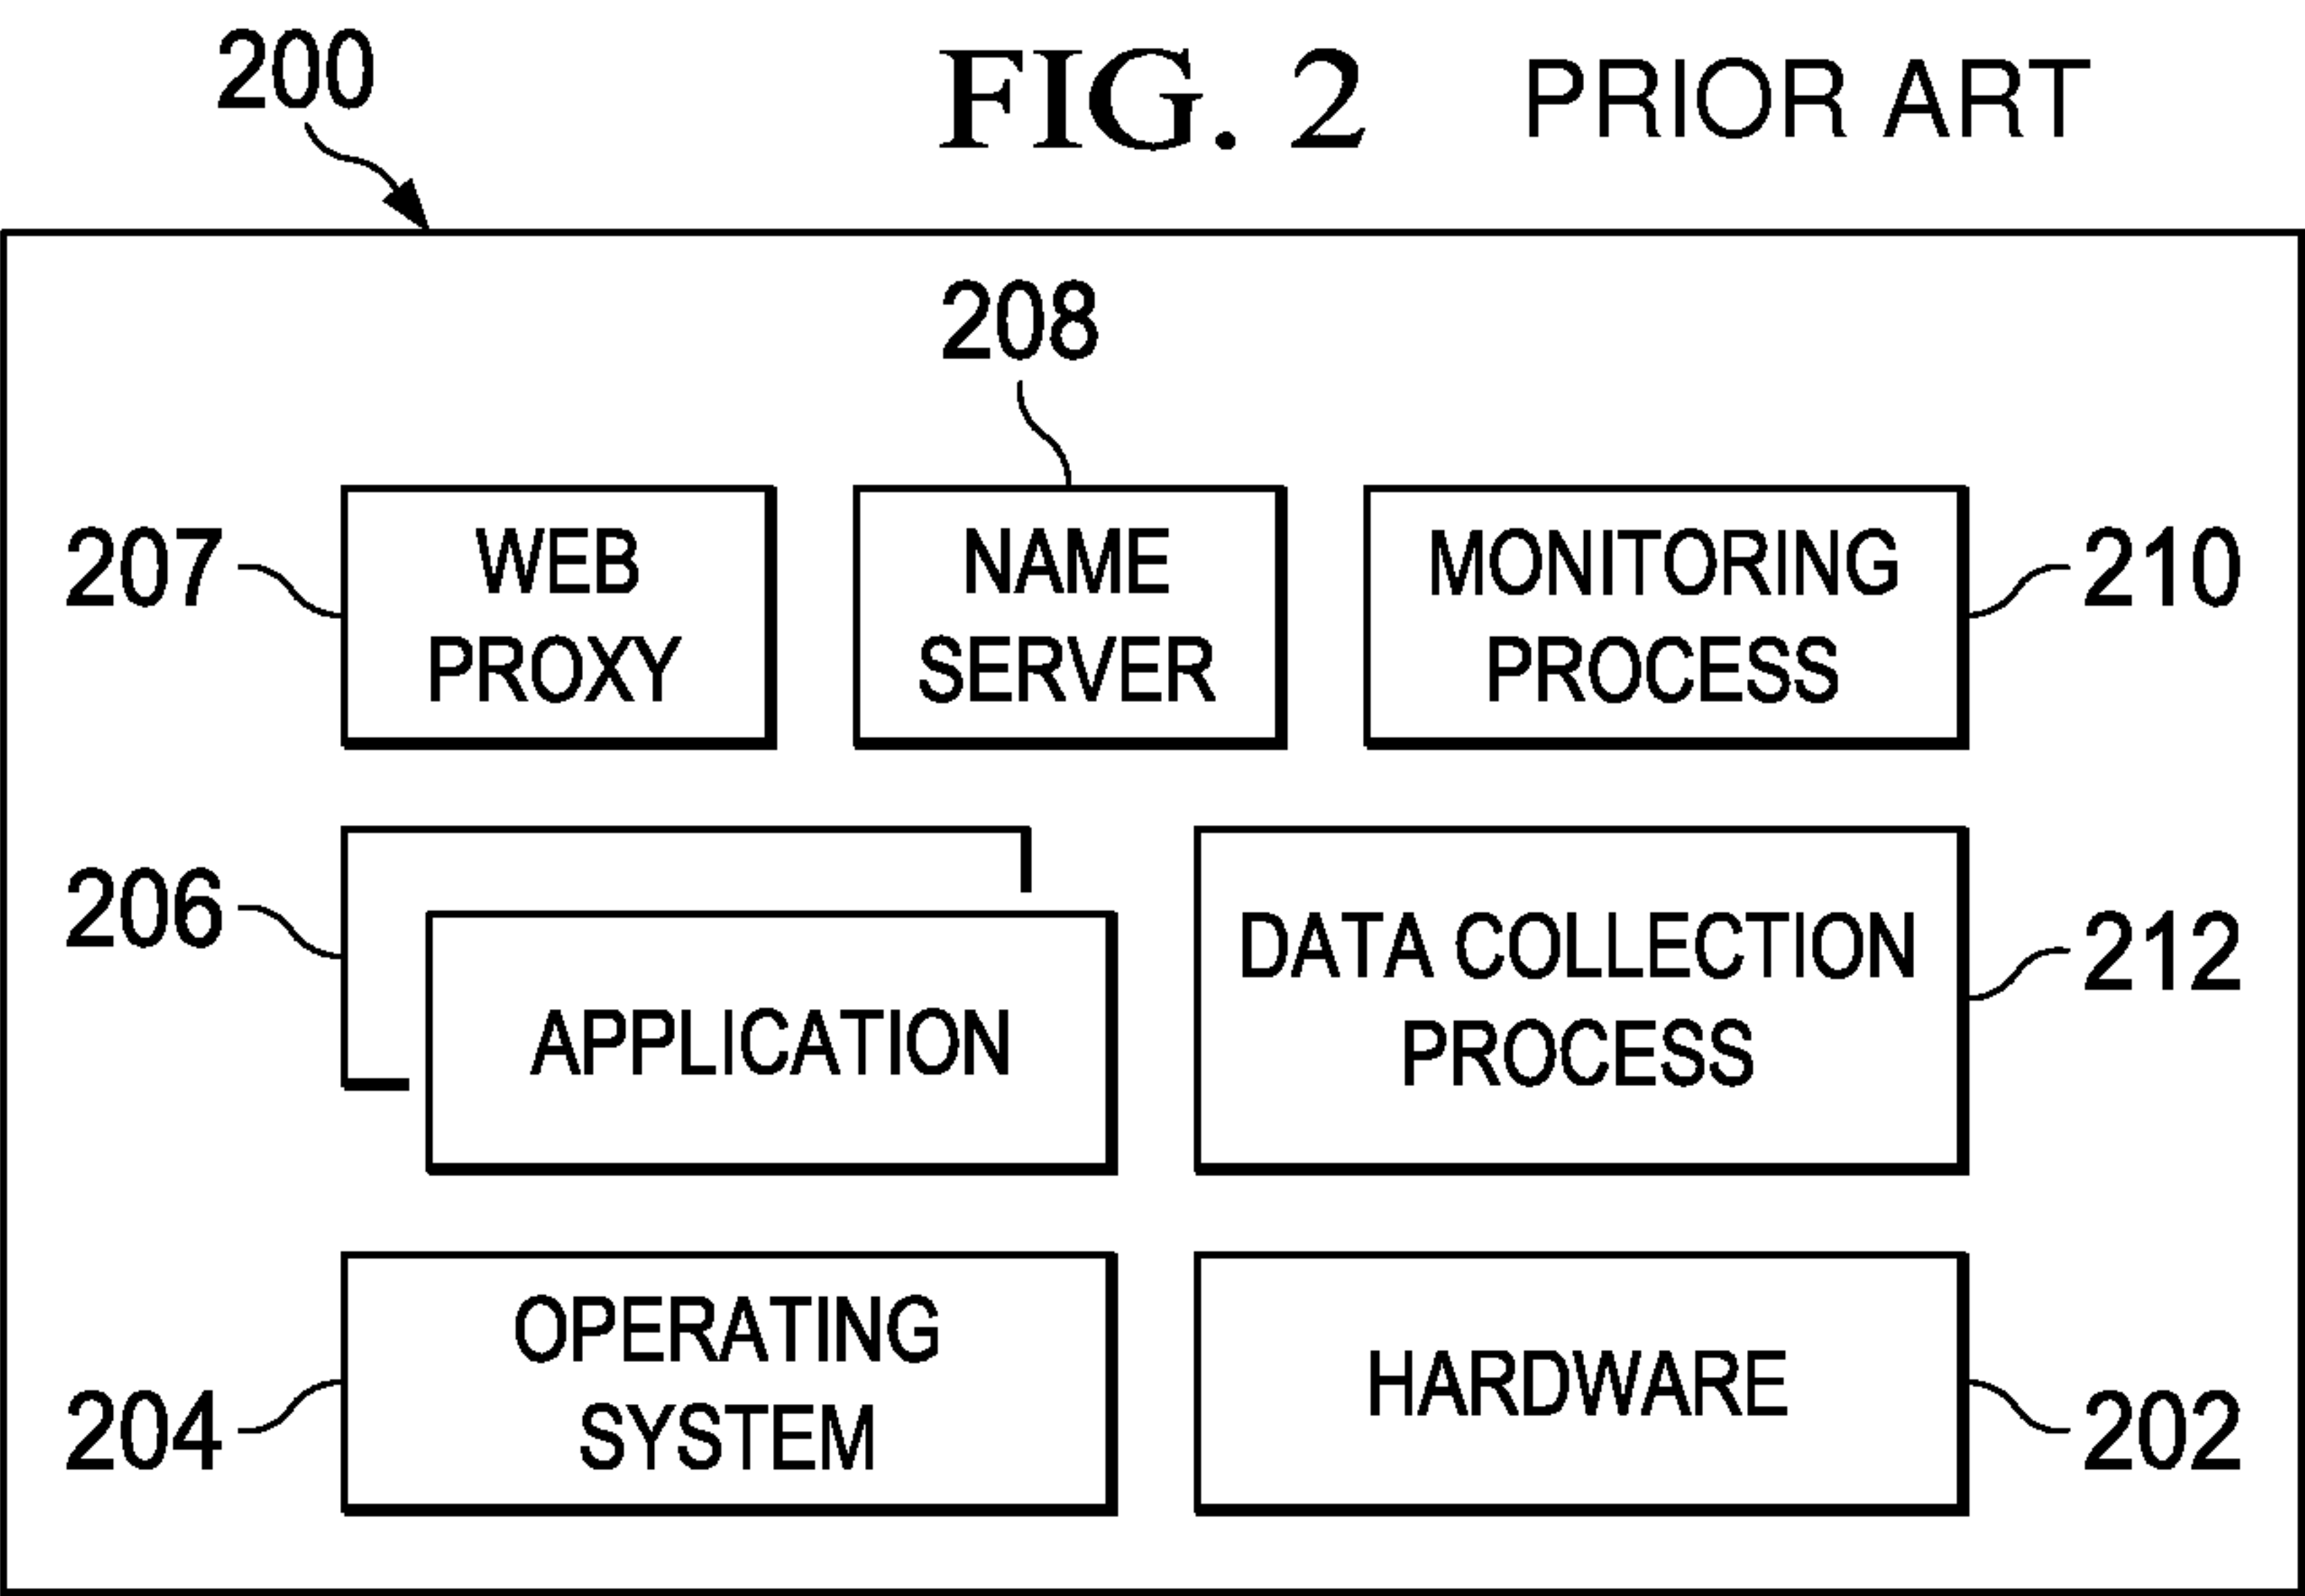 200
FIG. 2 PRIOR ART
208
207
WEB
PROXY
NAME
SERVER
MONITORING
PROCESS
210
206
APPLICATION
DATA COLLECTION
PROCESS
212
204
OPERATING
SYSTEM
HARDWARE
202